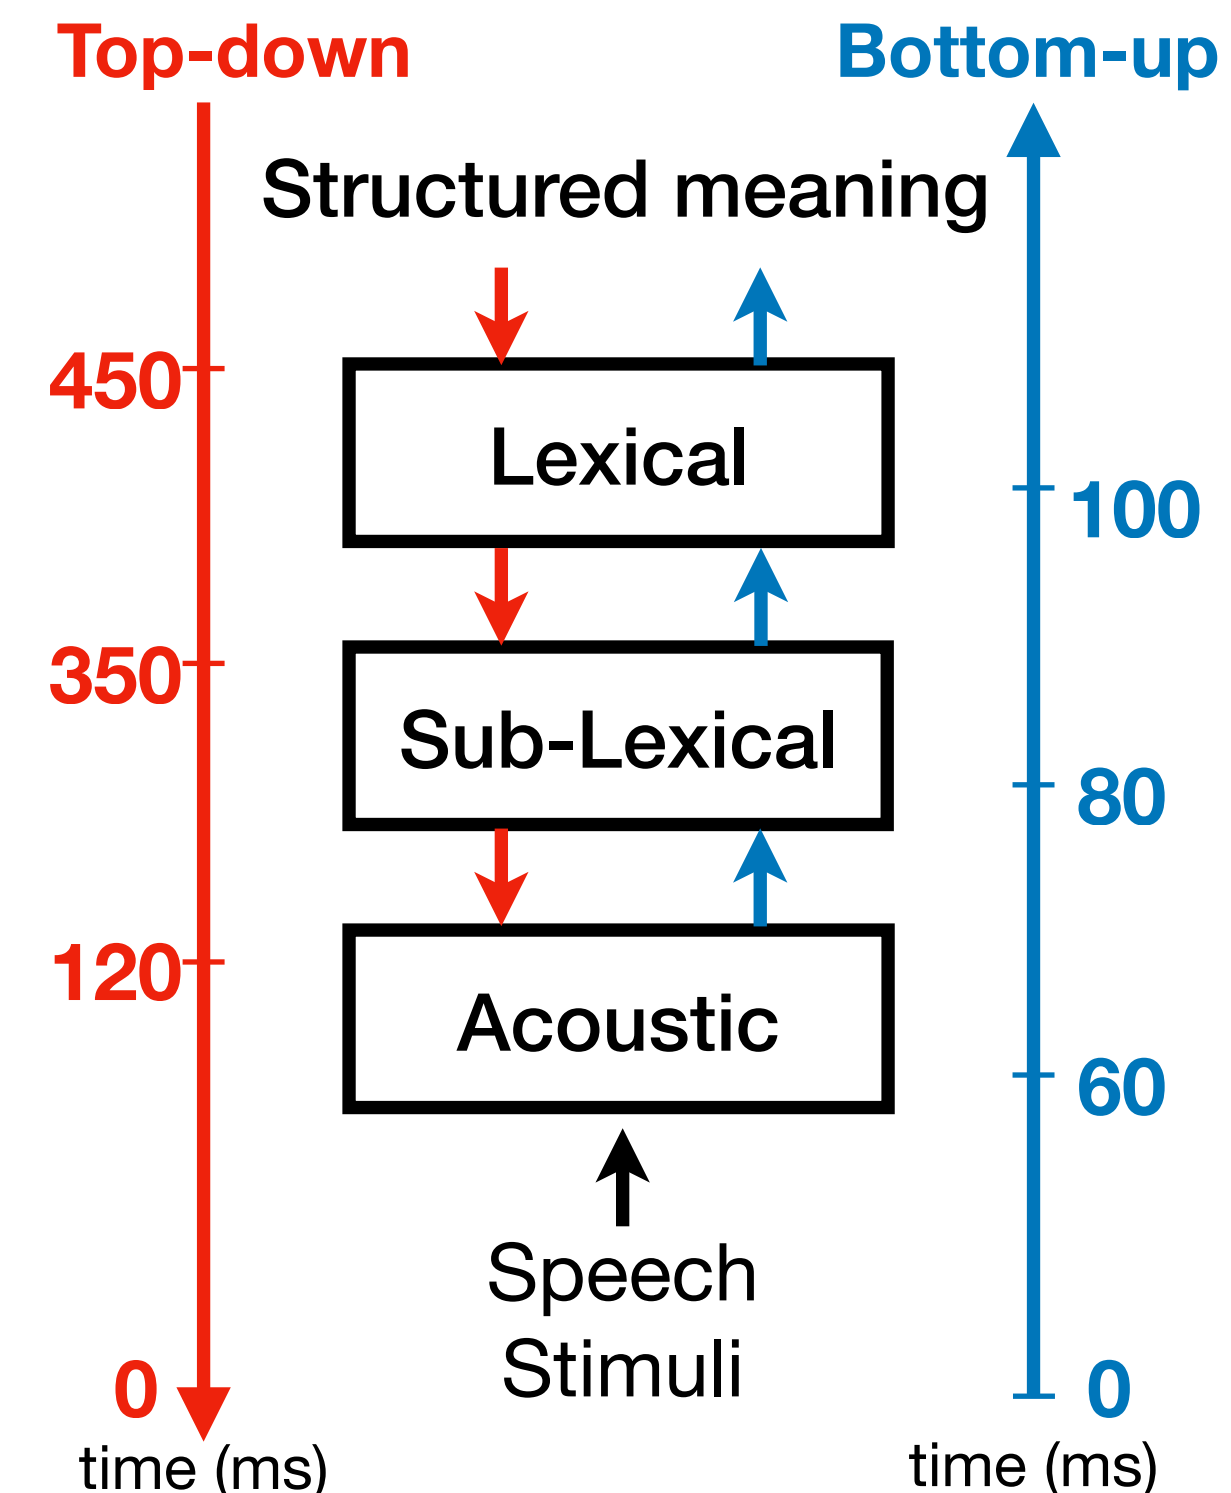 Top-down
Bottom-up
Structured meaning
450
Lexical
100
350
Sub-Lexical
80
120
Acoustic
60
Speech
Stimuli
0
0
time (ms)
time (ms)